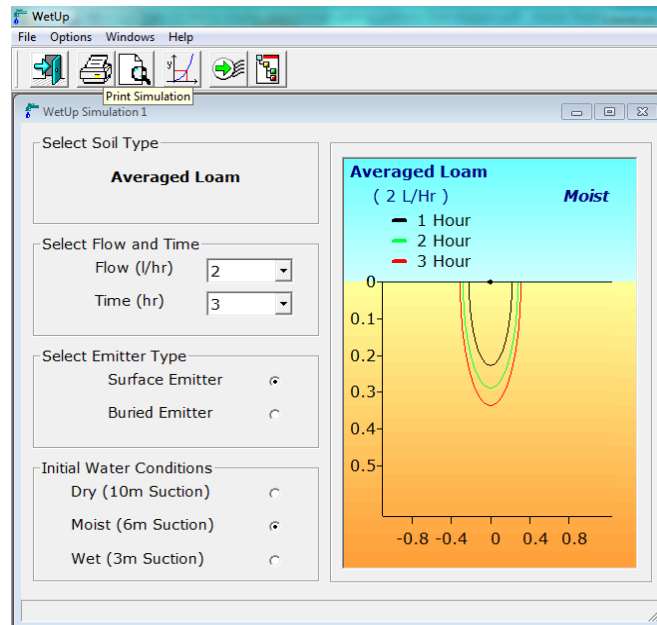 WetUp
File Options Windows Help
Print Simulation
WetUp Simulation 1
Select Soil Type
Averaged Loam
Select Flow and Time
Flow (l/hr) 2
Time (hr) 3
Select Emitter Type
Surface Emitter
Buried Emitter
Initial Water Conditions
Dry (10m Suction)
Moist (6m Suction)
Wet (3m Suction)
Averaged Loam
( 2 L/Hr ) Moist
1 Hour
2 Hour
3 Hour
0
0.1
0.2
0.3
0.4
0.5
-0.8 -0.4 0 0.4 0.8